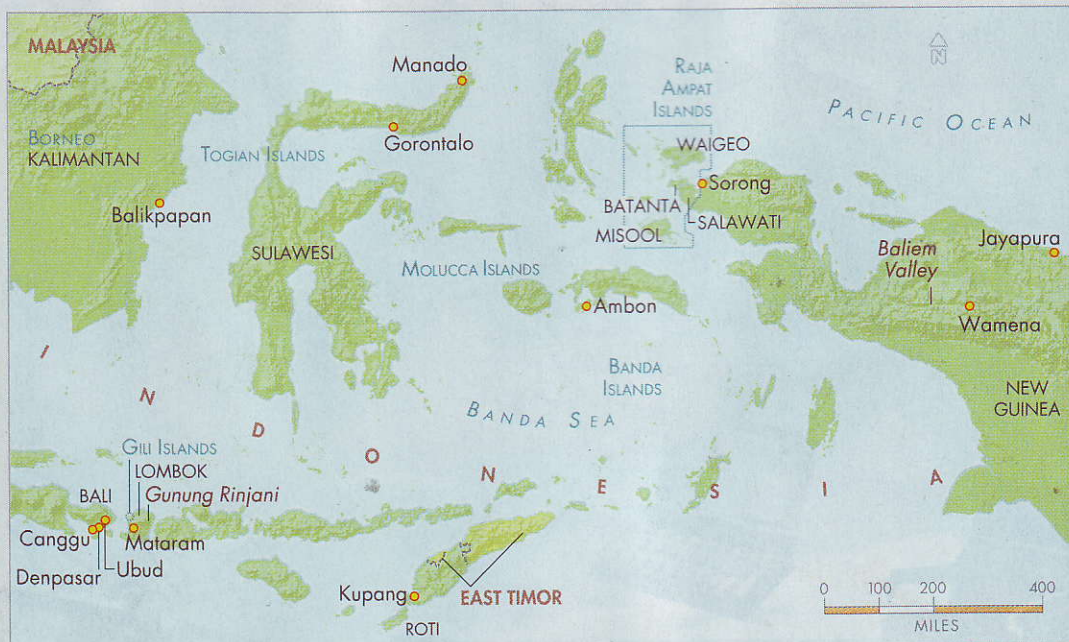 MALAYSIA
Manado
RAJA
AMPAT
ISLANDS
N
PACIFIC OCEAN
BORNEO
KALIMANTAN
TOGIAN ISLANDS
Gorontalo
WAIGEO
Sorong
Balikpapan
BATANTA
SALAWATI
MISOOL
SULAWESI
MOLUCCA ISLANDS
Baliem
Valley
Jayapura
Ambon
Wamena
BANDA
ISLANDS
NEW
GUINEA
BANDA SEA
INDONESIA
GILI ISLANDS
LOMBOK
BALI
Gunung Rinjani
Canggu
Mataram
Denpasar
Ubud
Kupang
EAST TIMOR
ROTI
0 100 200 400
MILES